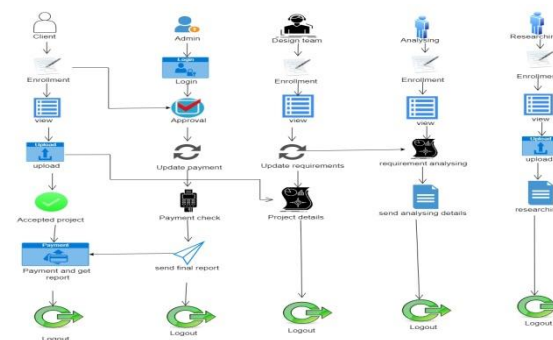 Client
Admin
Design team
Analysing
Login
Enrollment
Login
Enrollment
Enrollment
view
Approval
view
view
view
Upload
Upload
upload
Update payment
Update requirements
requirement analysing
upload
Accepted project
Payment check
Project details
send analysing details
Payment
Payment and get
report
send final report
Logout
Logout
Logout
Logout